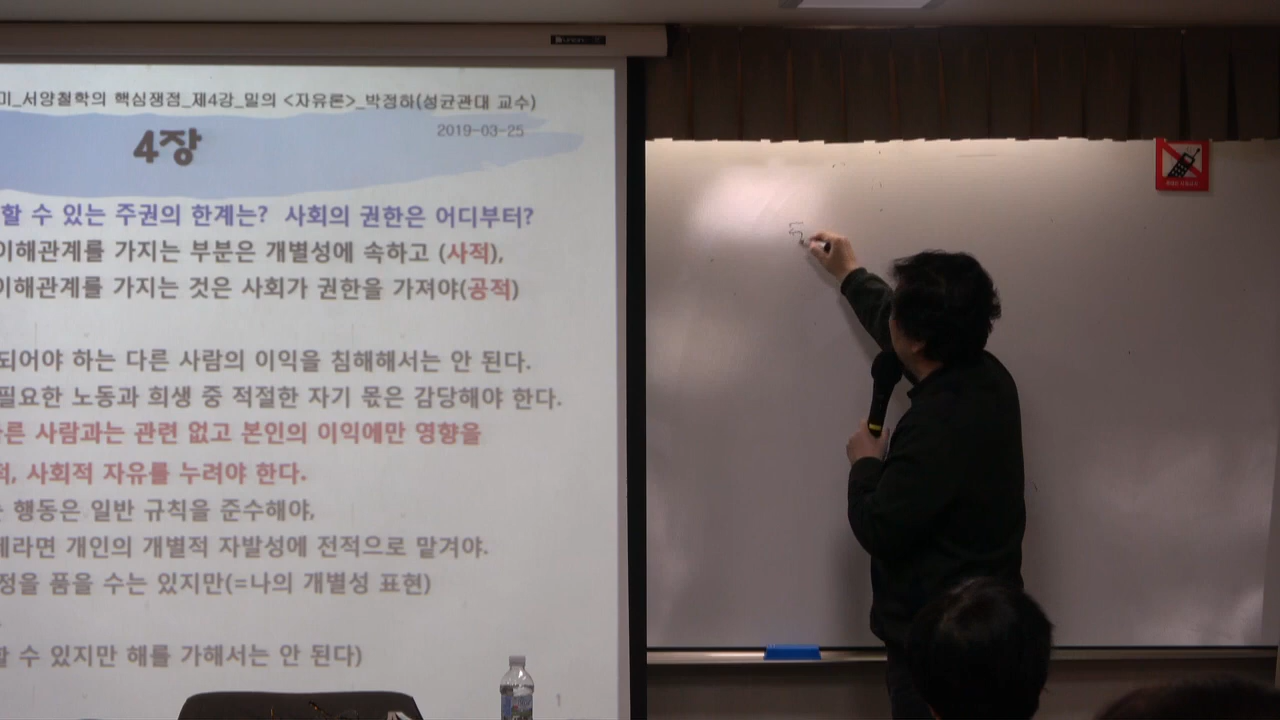 미_서양철학의 핵심쟁점_제4강_밀의 <자유론>_박정하(성균관대 교수)
2019-03-25
4장
할 수 있는 주권의 한계는? 사회의 권한은 어디부터?
이해관계를 가지는 부분은 개별성에 속하고 (사적),
이해관계를 가지는 것은 사회가 권한을 가져야(공적)
되어야 하는 다른 사람의 이익을 침해해서는 안 된다.
필요한 노동과 희생 중 적절한 자기 몫은 감당해야 한다.
사람과는 관련 없고 본인의 이익에만 영향을
사회적 자유를 누려야 한다.
행동은 일반 규칙을 준수해야,
개인의 개별적 자발성에 전적으로 맡겨야.
품을 수는 있지만(=나의 개별성 표현)
할 수 있지만 해를 가해서는 안 된다)